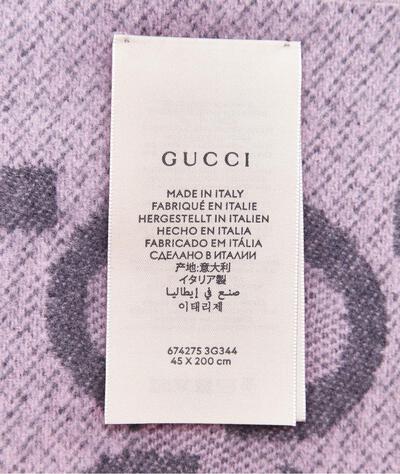 GUCCI
MADE IN ITALY
FABRIQUÉ EN ITALIE
HERGESTELLT IN ITALIEN
HECHO EN ITALIA
FABRICADO EM ITÁLIA
СДЕЛАНО В ИТАЛИИ
产地:意大利
イタリア製
صنع في إيطاليا
이태리제
674275 3G344
45 X 200 cm